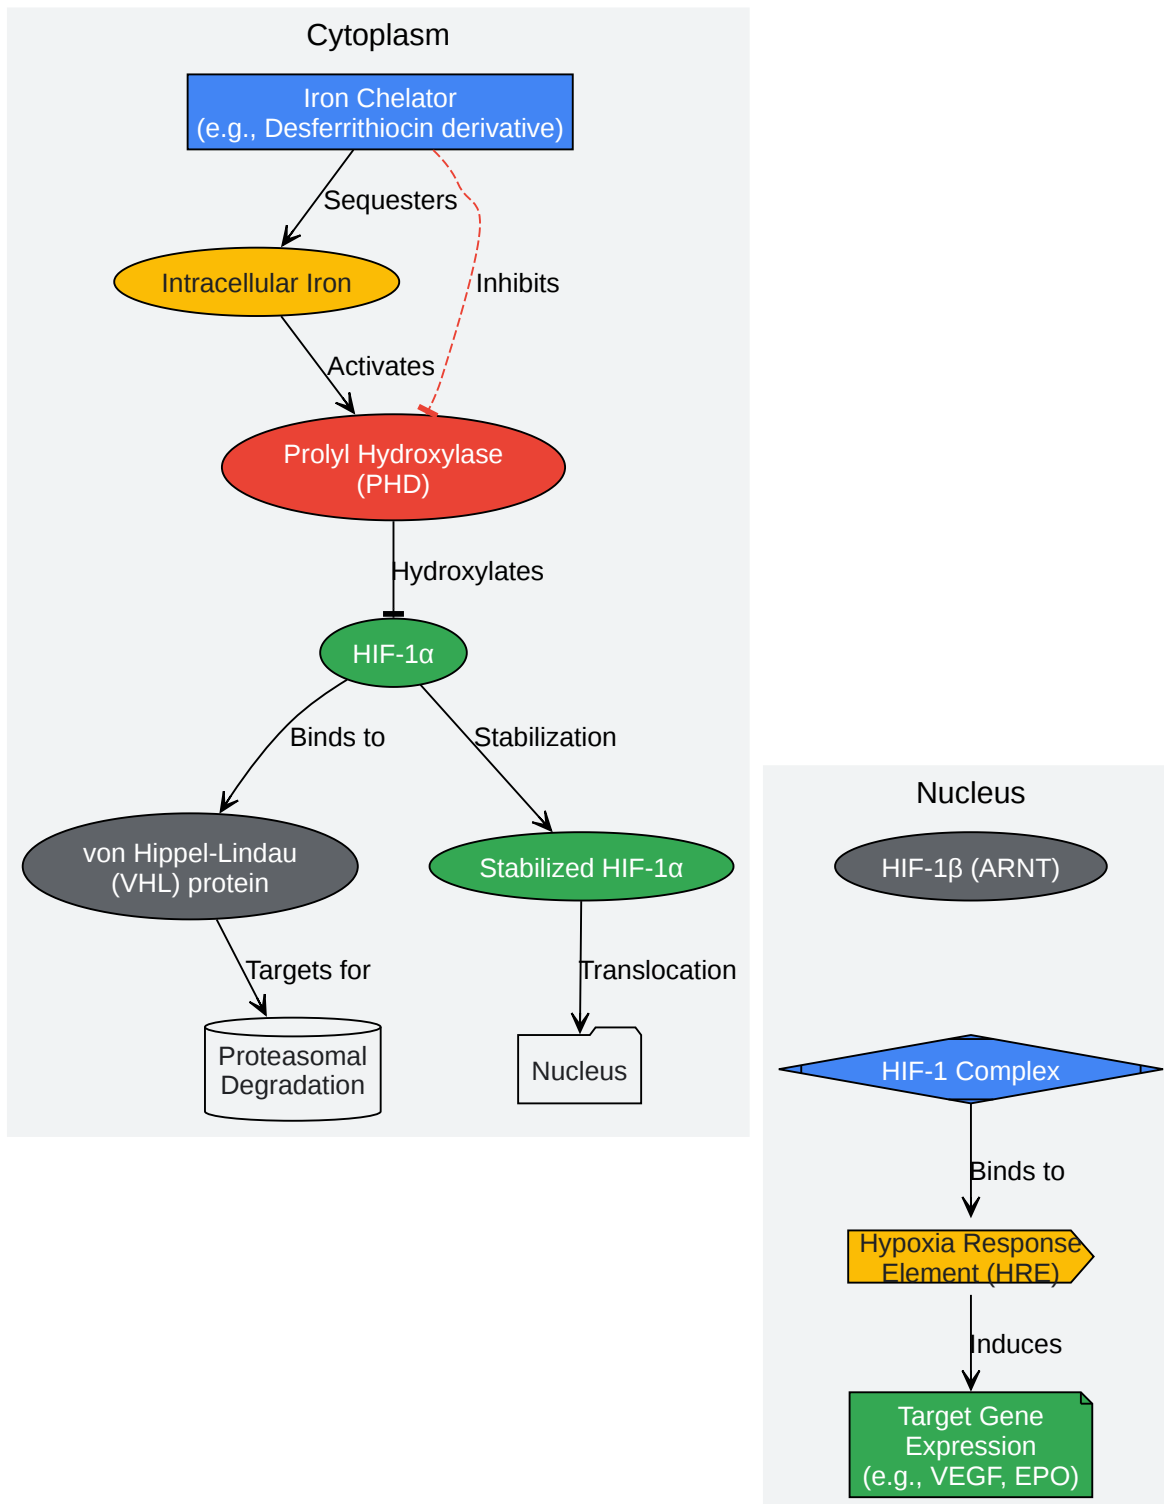 Cytoplasm
Iron Chelator
(e.g., Desferrithiocin derivative)
Sequesters
Intracellular Iron
Inhibits
Activates
Prolyl Hydroxylase
(PHD)
Hydroxylates
HIF-1α
Binds to
Stabilization
von Hippel-Lindau
(VHL) protein
Stabilized HIF-1α
Targets for
Translocation
Proteasomal
Degradation
Nucleus
Nucleus
HIF-1β (ARNT)
HIF-1 Complex
Binds to
Hypoxia Response
Element (HRE)
Induces
Target Gene
Expression
(e.g., VEGF, EPO)